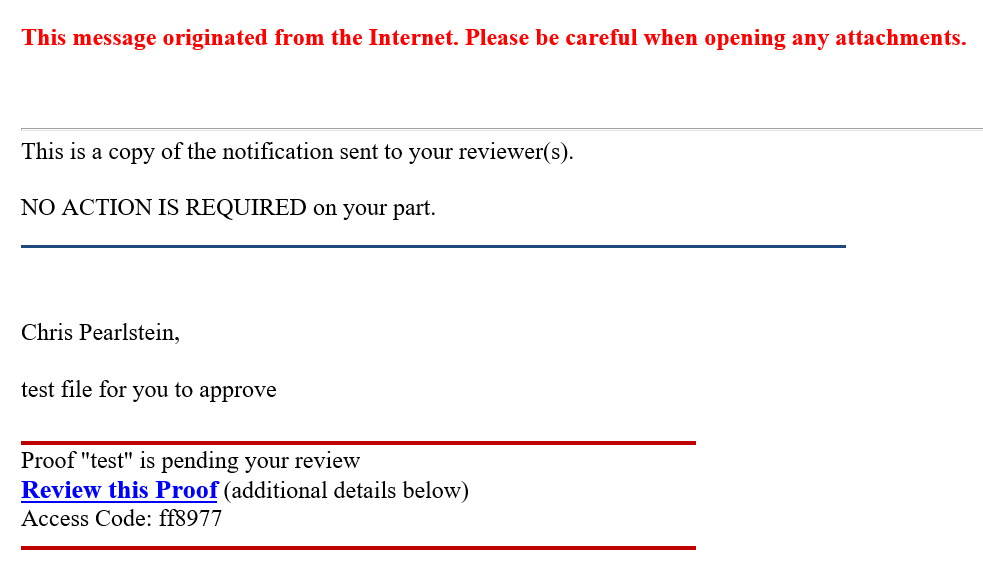 This message originated from the Internet. Please be careful when opening any attachments.
This is a copy of the notification sent to your reviewer(s).
NO ACTION IS REQUIRED on your part.
Chris Pearlstein,
test file for you to approve
Proof "test" is pending your review
Review this Proof (additional details below)
Access Code: ff8977